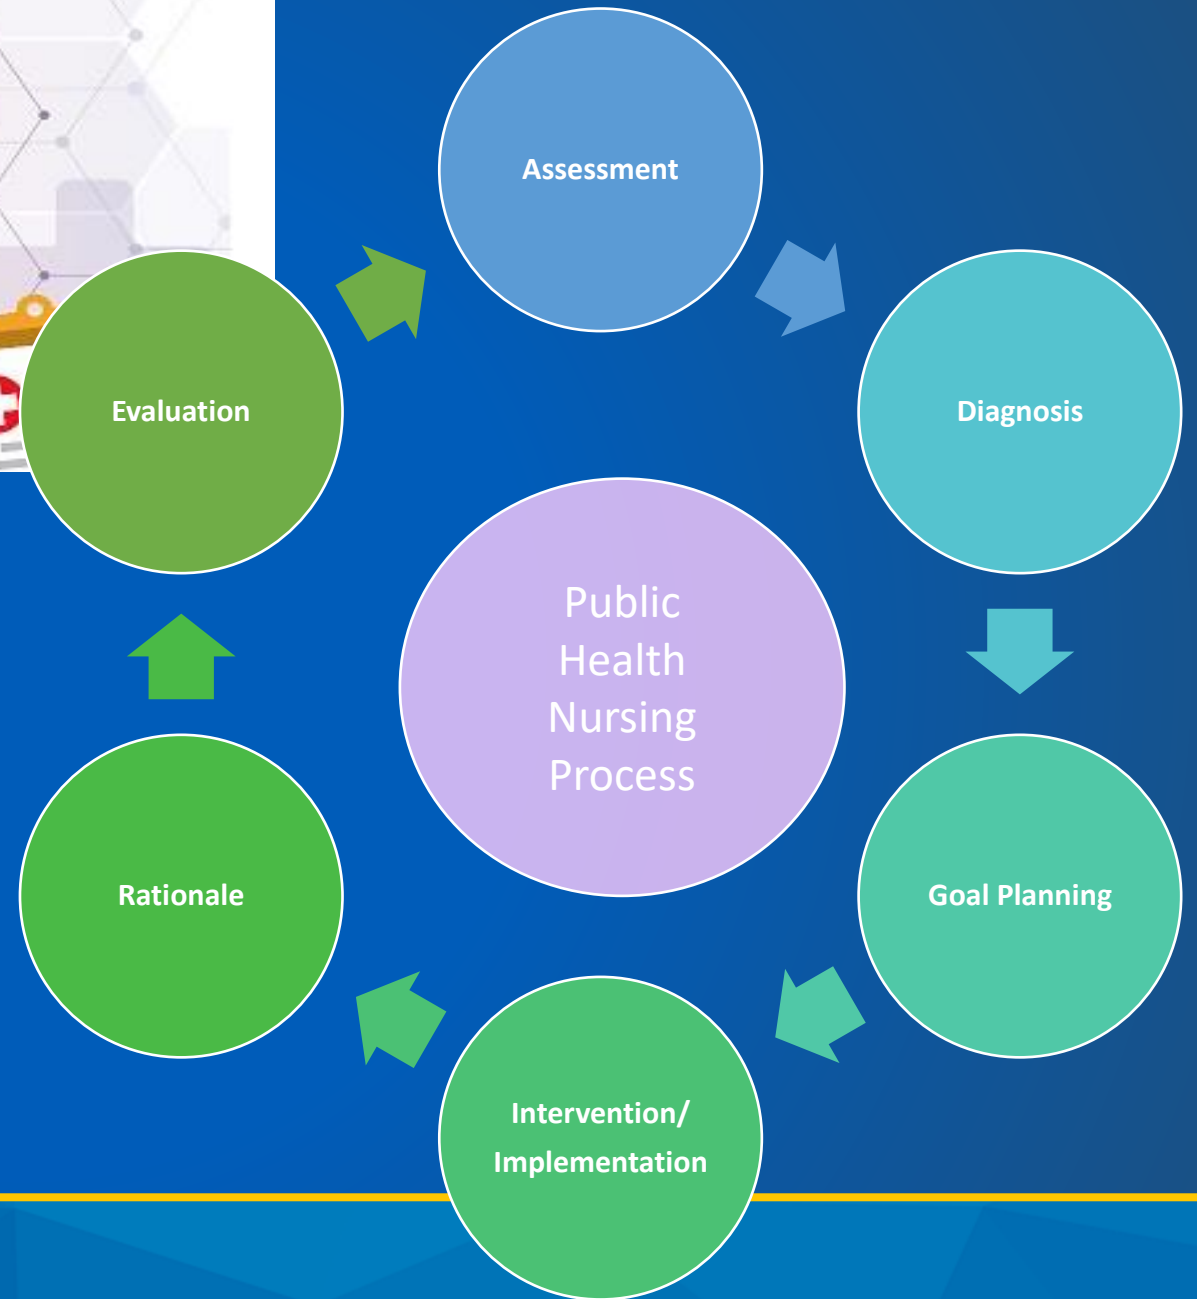 Assessment
Diagnosis
Goal Planning
Intervention/
Implementation
Rationale
Evaluation
Public
Health
Nursing
Process